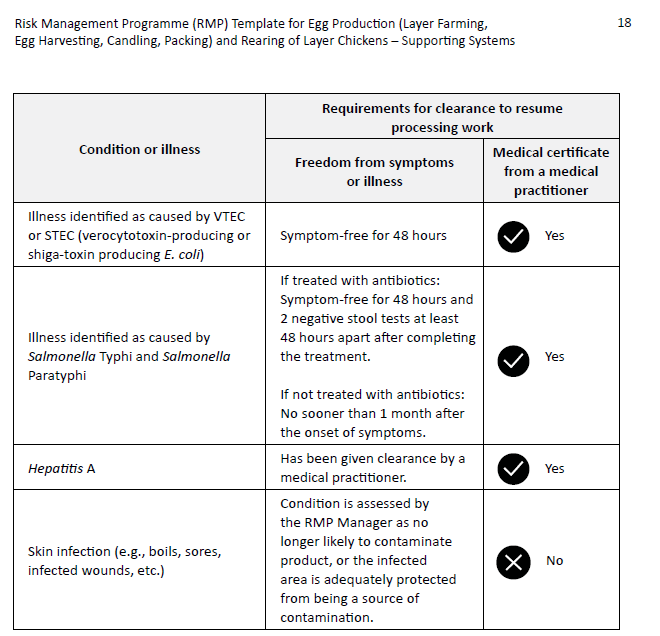 Risk Management Programme (RMP) Template for Egg Production (Layer Farming,
Egg Harvesting, Candling, Packing) and Rearing of Layer Chickens – Supporting Systems
18
Condition or illness
Requirements for clearance to resume
processing work
Freedom from symptoms
or illness
Medical certificate
from a medical
practitioner
Illness identified as caused by VTEC
or STEC (verocytotoxin-producing or
shiga-toxin producing E. coli)
Symptom-free for 48 hours
Yes
Illness identified as caused by
Salmonella Typhi and Salmonella
Paratyphi
If treated with antibiotics:
Symptom-free for 48 hours and
2 negative stool tests at least
48 hours apart after completing
the treatment.
If not treated with antibiotics:
No sooner than 1 month after
the onset of symptoms.
Yes
Hepatitis A
Has been given clearance by a
medical practitioner.
Yes
Skin infection (e.g., boils, sores,
infected wounds, etc.)
Condition is assessed by
the RMP Manager as no
longer likely to contaminate
product, or the infected
area is adequately protected
from being a source of
contamination.
No